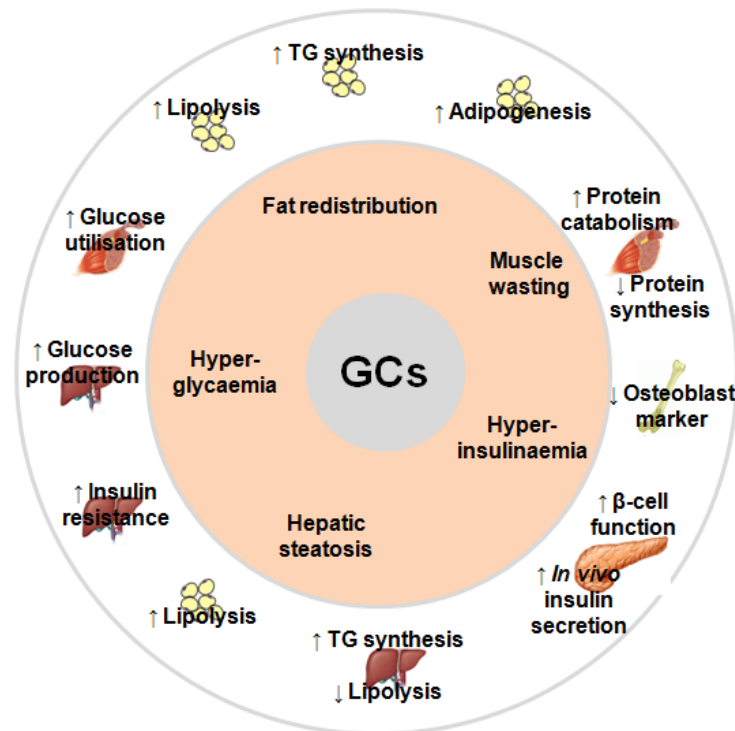 ↑ TG synthesis
↑ Lipolysis
↑ Adipogenesis
↑ Glucose
utilisation
Fat redistribution
↑ Protein
catabolism
↓ Protein
synthesis
Muscle
wasting
↑ Glucose
production
Hyper-
glycaemia
GCs
↓ Osteoblast
marker
Hyper-
insulinaemia
↑ Insulin
resistance
Hepatic
steatosis
↑ β-cell
function
↑ In vivo
insulin
secretion
↑ Lipolysis
↑ TG synthesis
↓ Lipolysis